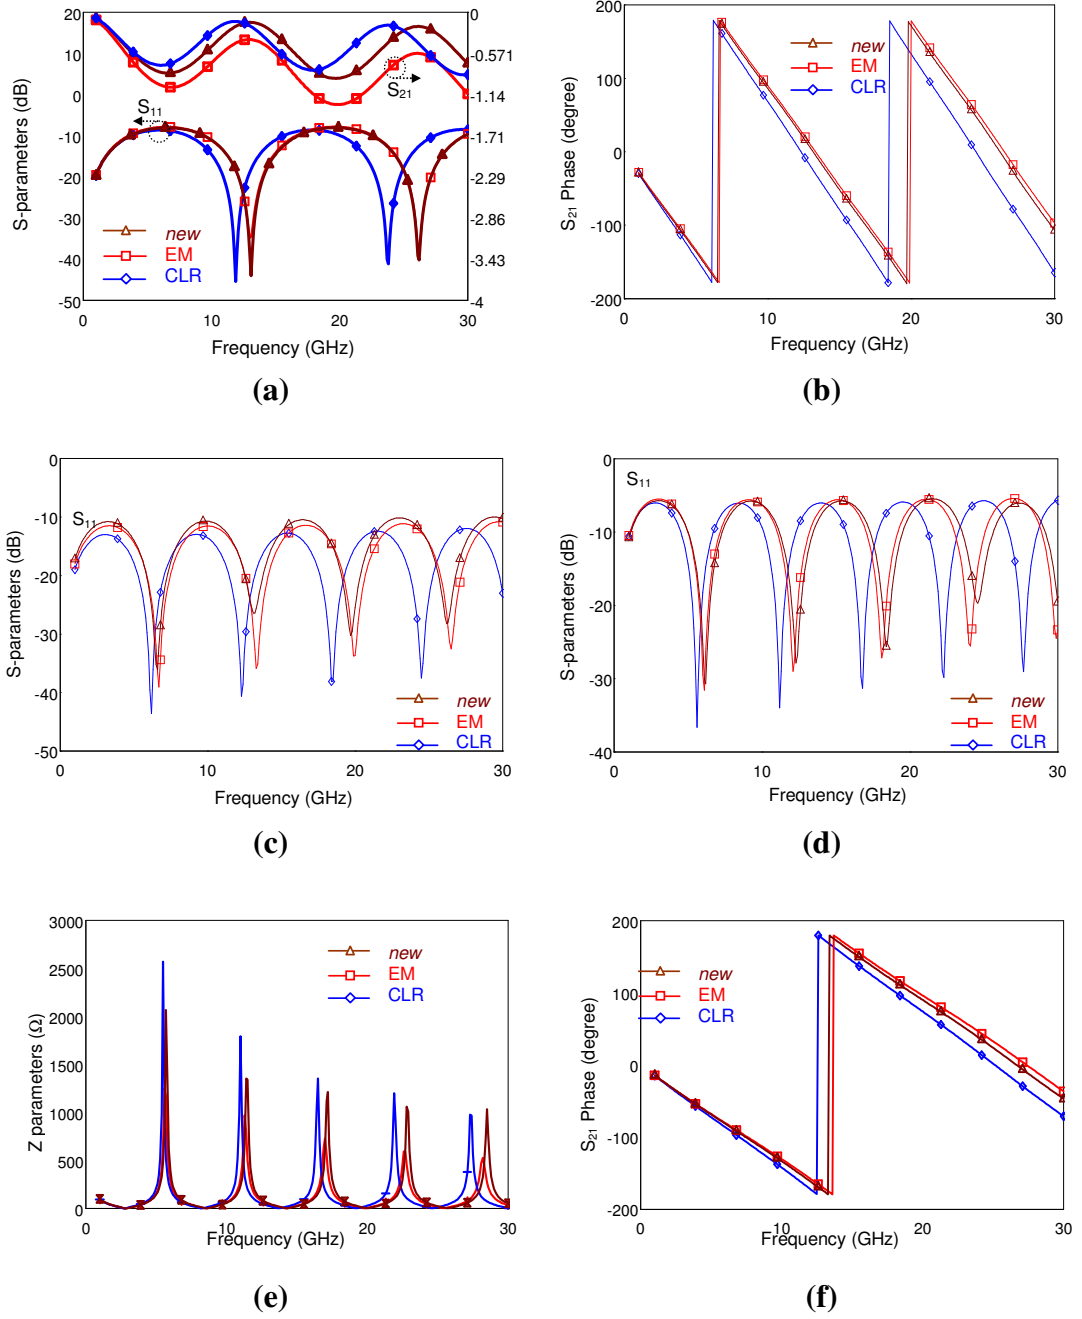 20
10
0
-10
-20
-30
-40
-50
0
-0.571
-1.14
-1.71
-2.29
-2.86
-3.43
-4
0
10
20
30
S-parameters (dB)
Frequency (GHz)
S11
S21
new
EM
CLR
(a)
200
100
0
-100
-200
0
10
20
30
S21 Phase (degree)
Frequency (GHz)
new
EM
CLR
(b)
0
-10
-20
-30
-40
-50
0
10
20
30
S-parameters (dB)
Frequency (GHz)
S11
new
EM
CLR
(c)
0
-10
-20
-30
-40
0
10
20
30
S-parameters (dB)
Frequency (GHz)
S11
new
EM
CLR
(d)
3000
2500
2000
1500
1000
500
0
0
10
20
30
Z parameters (Ω)
Frequency (GHz)
new
EM
CLR
(e)
200
100
0
-100
-200
0
10
20
30
S21 Phase (degree)
Frequency (GHz)
new
EM
CLR
(f)